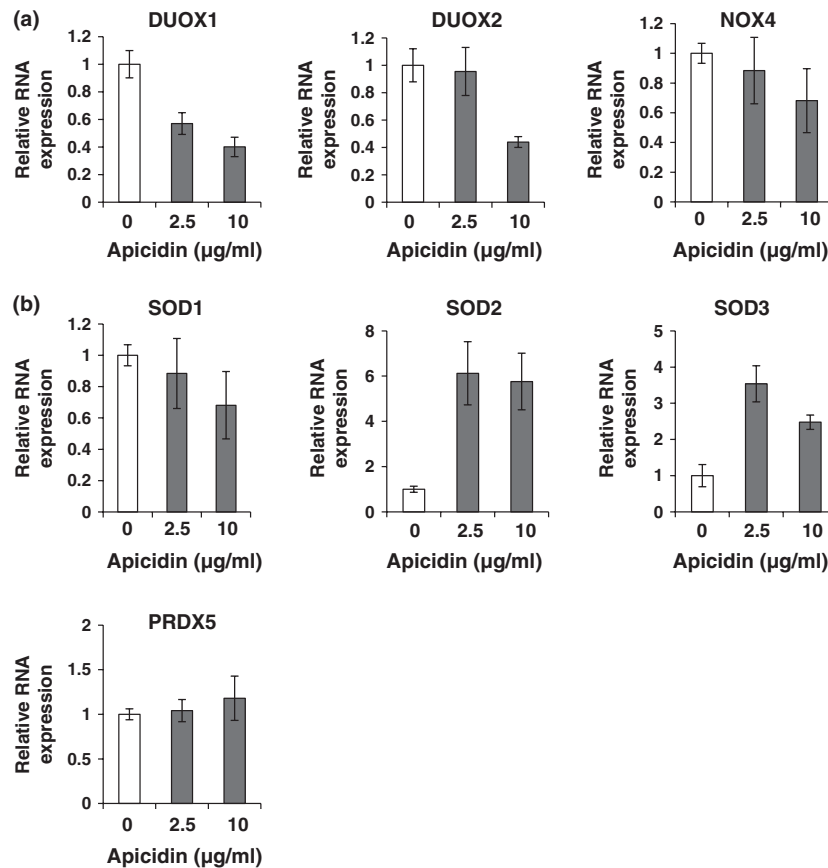 (a)
DUOX1
Relative RNA
expression
1.2
1
0.8
0.6
0.4
0.2
0
0 2.5 10
Apicidin (µg/ml)
DUOX2
Relative RNA
expression
1.2
1
0.8
0.6
0.4
0.2
0
0 2.5 10
Apicidin (µg/ml)
NOX4
Relative RNA
expression
1.2
1
0.8
0.6
0.4
0.2
0
0 2.5 10
Apicidin (µg/ml)
(b)
SOD1
Relative RNA
expression
1.2
1
0.8
0.6
0.4
0.2
0
0 2.5 10
Apicidin (µg/ml)
SOD2
Relative RNA
expression
8
6
4
2
0
0 2.5 10
Apicidin (µg/ml)
SOD3
Relative RNA
expression
5
4
3
2
1
0
0 2.5 10
Apicidin (µg/ml)
PRDX5
Relative RNA
expression
2
1.5
1
0.5
0
0 2.5 10
Apicidin (µg/ml)